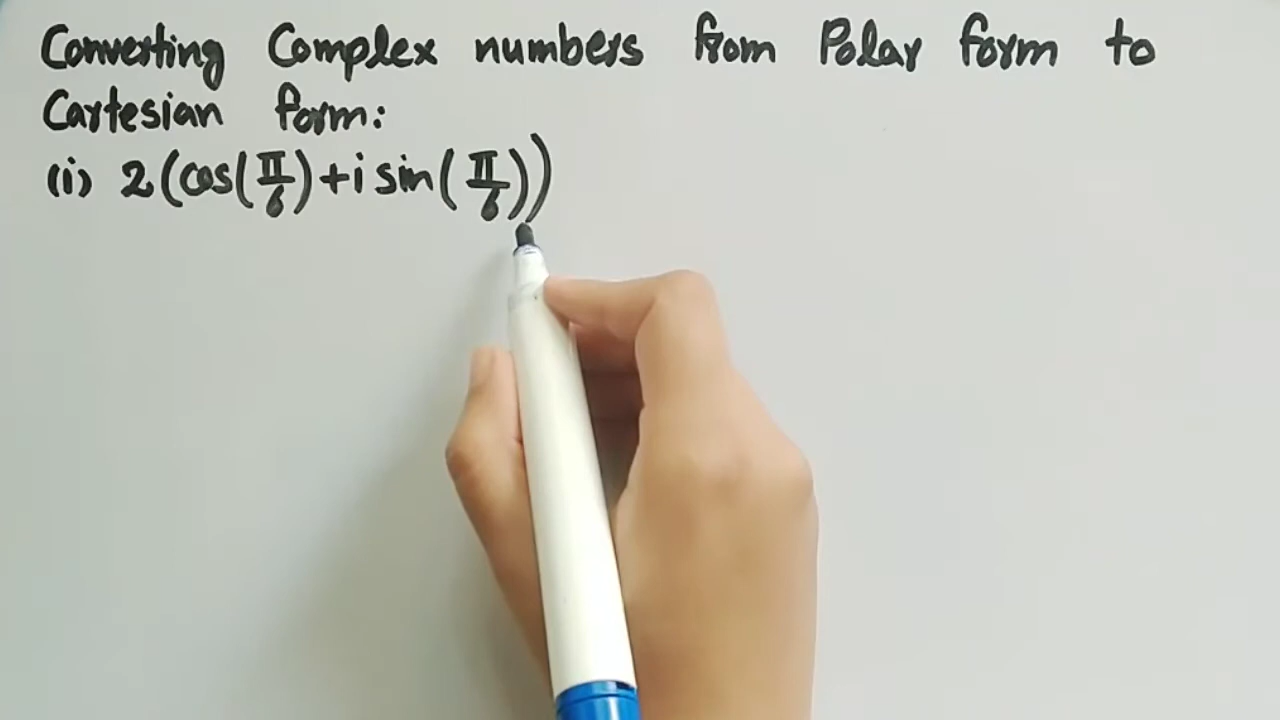 Converting Complex numbers from Polar form to
Cartesian form:
(i) 2(cos(π/6)+i sin(π/6))